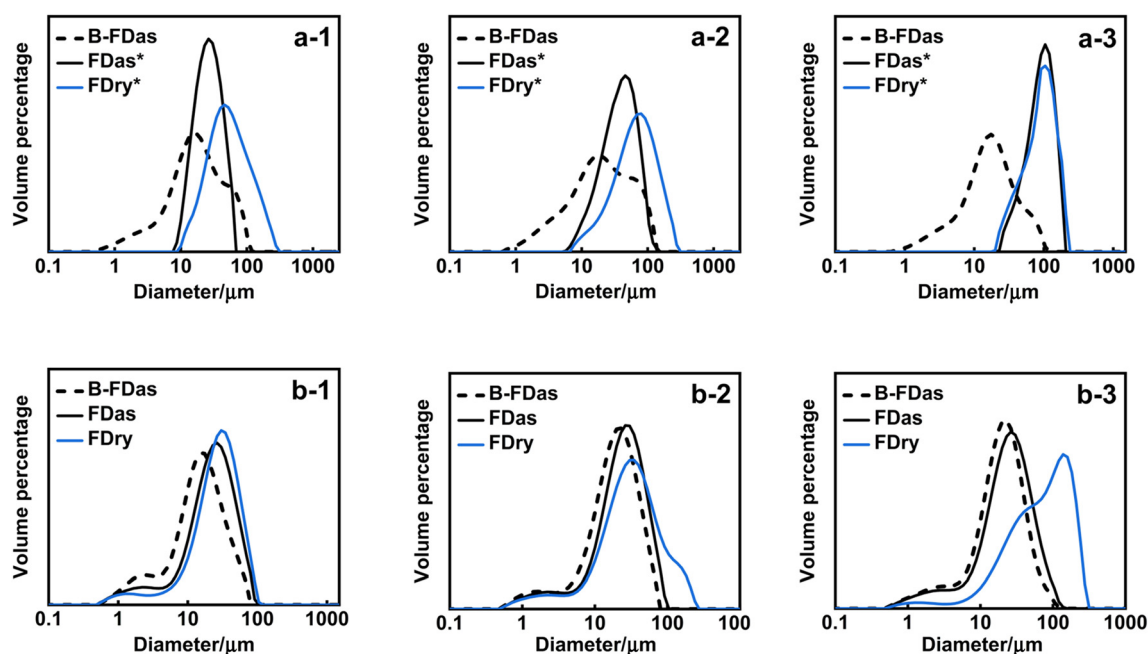 a-1
B-FDas
FDas*
FDry*
Volume percentage
0.1 1 10 100 1000
Diameter/μm
a-2
B-FDas
FDas*
FDry*
Volume percentage
0.1 1 10 100 1000
Diameter/μm
a-3
B-FDas
FDas*
FDry*
Volume percentage
0.1 1 10 100 1000
Diameter/μm
b-1
B-FDas
FDas
FDry
Volume percentage
0.1 1 10 100 1000
Diameter/μm
b-2
B-FDas
FDas
FDry
Volume percentage
0.1 1 10 100 100
Diameter/μm
b-3
B-FDas
FDas
FDry
Volume percentage
0.1 1 10 100 1000
Diameter/μm